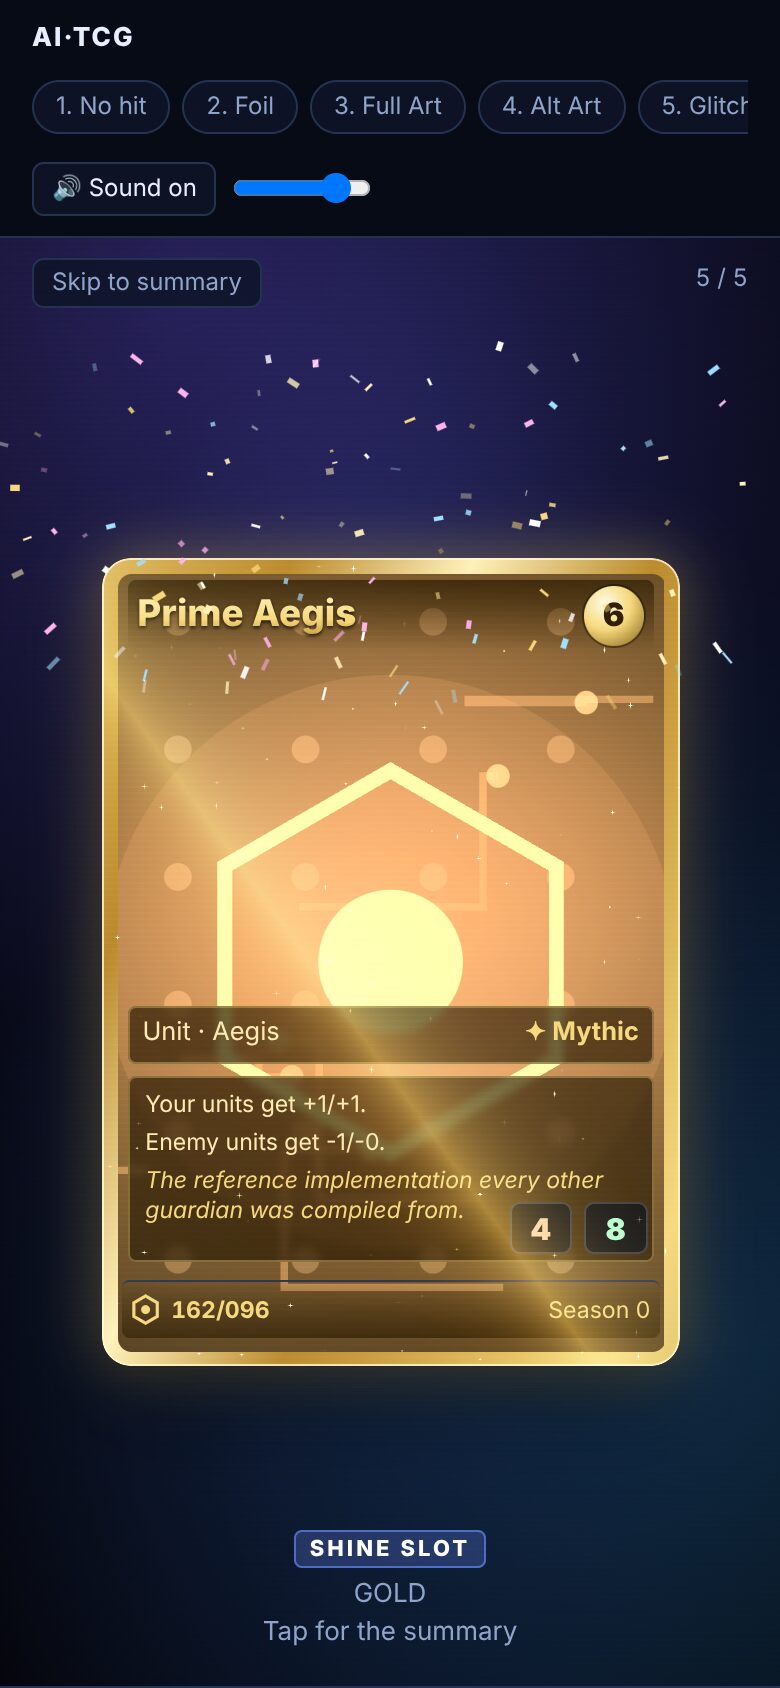 AI·TCG
1. No hit
2. Foil
3. Full Art
4. Alt Art
5. Glitch
🔊 Sound on
Skip to summary
5 / 5
Prime Aegis
6
Unit · Aegis
✦ Mythic
Your units get +1/+1.
Enemy units get -1/-0.
The reference implementation every other
guardian was compiled from.
4
8
162/096
Season 0
SHINE SLOT
GOLD
Tap for the summary